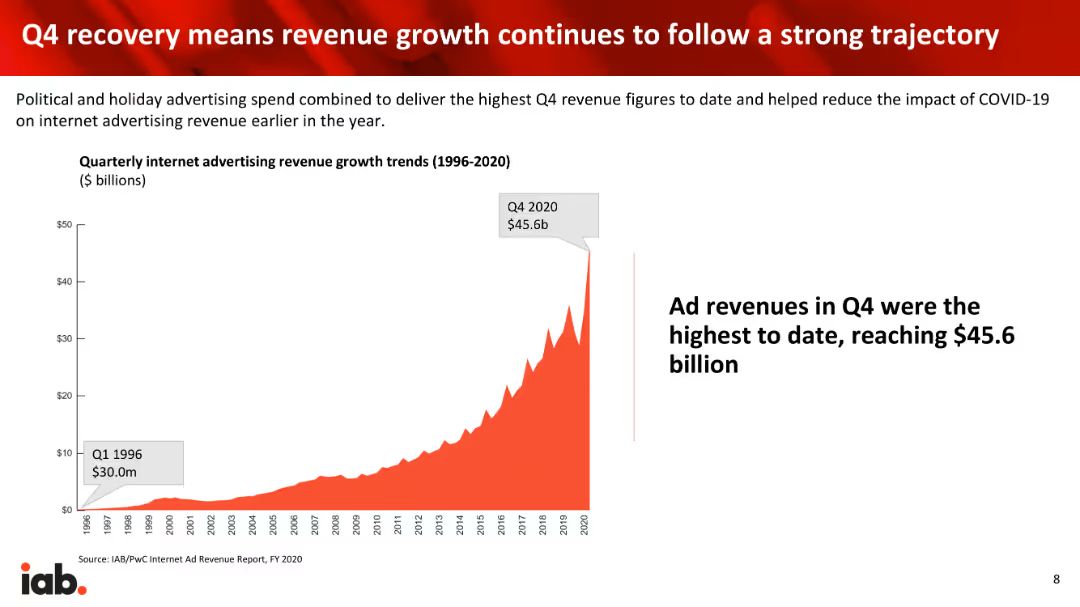 Q4 recovery means revenue growth continues to follow a strong trajectory
Political and holiday advertising spend combined to deliver the highest Q4 revenue figures to date and helped reduce the impact of COVID-19
on internet advertising revenue earlier in the year.
Quarterly internet advertising revenue growth trends (1996-2020)
($ billions)
Q4 2020
$45.6b
$50
$40
$30
$20
$10
$0
Q1 1996
$30.0m
1996
1997
1998
1999
2000
2001
2002
2003
2004
2005
2006
2007
2008
2009
2010
2011
2012
2013
2014
2015
2016
2017
2018
2019
2020
Ad revenues in Q4 were the
highest to date, reaching $45.6
billion
Source: IAB/PwC Internet Ad Revenue Report, FY 2020
iab.
8